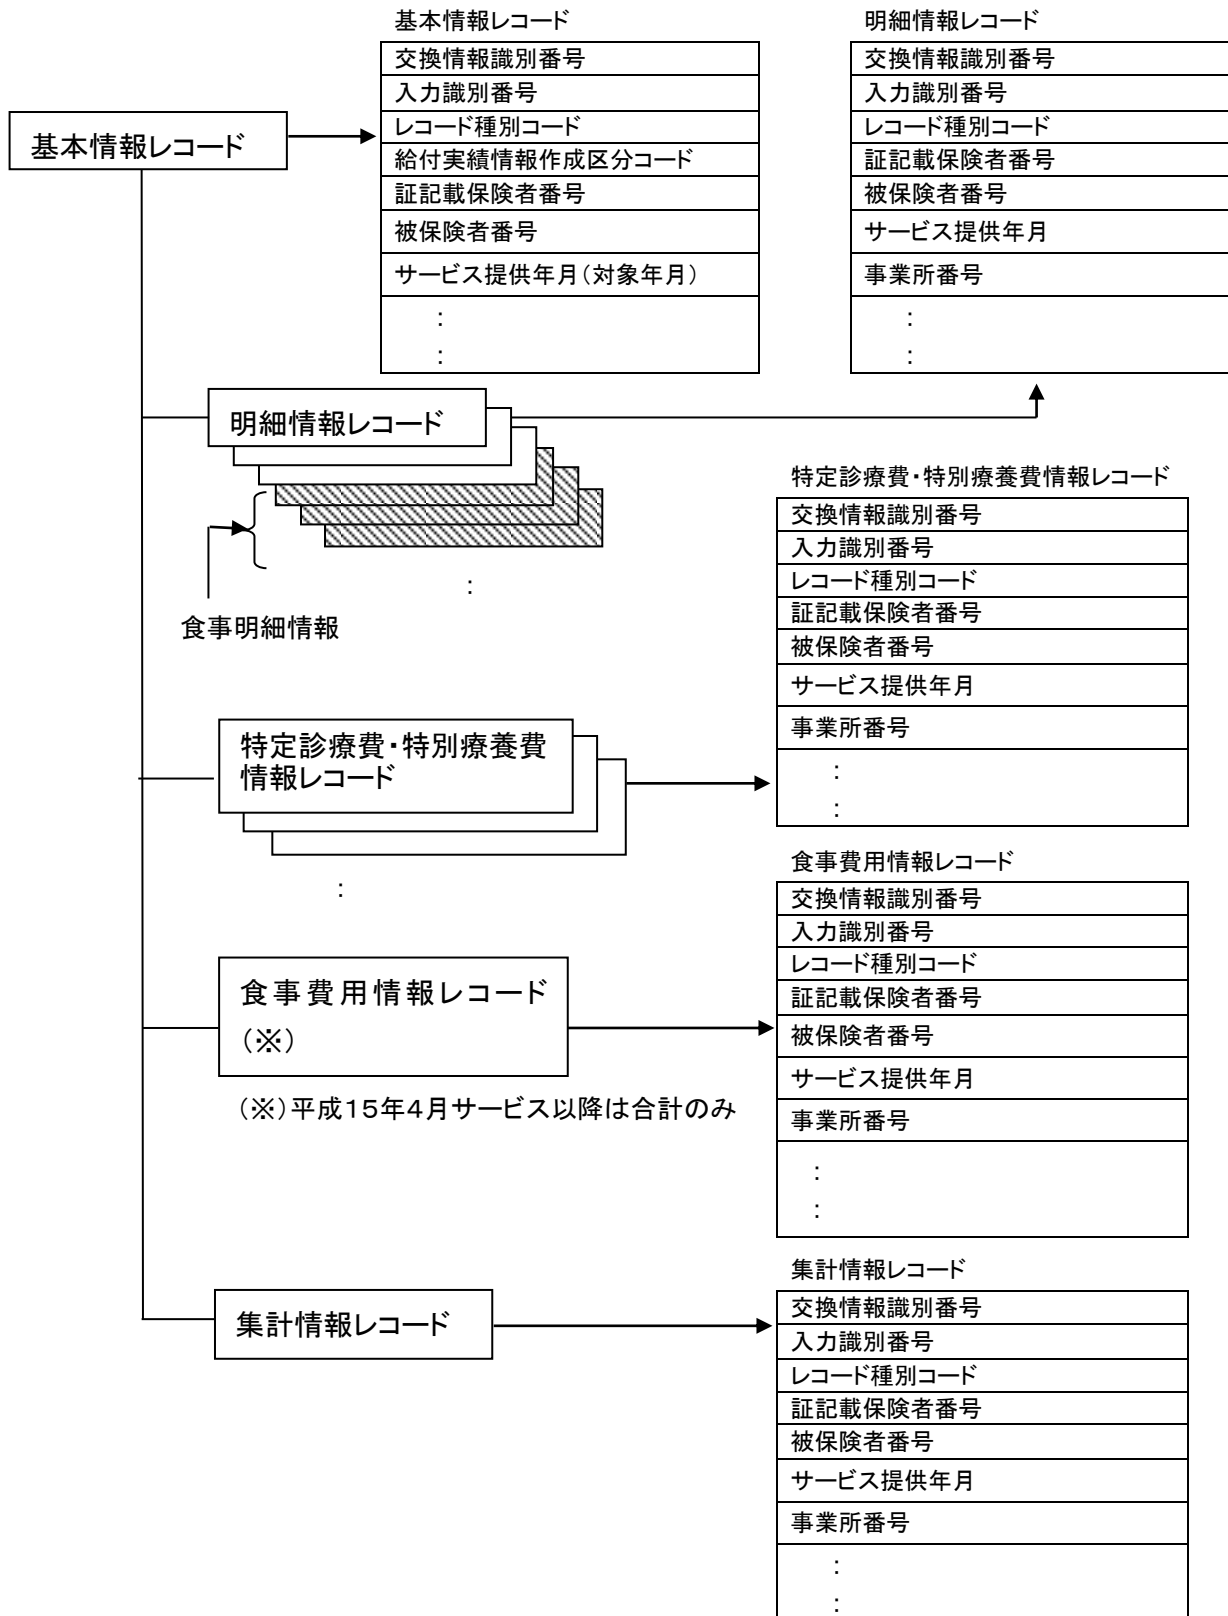 基本情報レコード
交換情報識別番号
入力識別番号
レコード種別コード
給付実績情報作成区分コード
証記載保険者番号
被保険者番号
サービス提供年月(対象年月)
:
:
明細情報レコード
交換情報識別番号
入力識別番号
レコード種別コード
証記載保険者番号
被保険者番号
サービス提供年月
事業所番号
:
:
基本情報レコード
明細情報レコード
:
食事明細情報
特定診療費・特別療養費情報レコード
交換情報識別番号
入力識別番号
レコード種別コード
証記載保険者番号
被保険者番号
サービス提供年月
事業所番号
:
:
特定診療費・特別療養費
情報レコード
:
食事費用情報レコード
交換情報識別番号
入力識別番号
レコード種別コード
証記載保険者番号
被保険者番号
サービス提供年月
事業所番号
:
:
食事費用情報レコード
(※)
(※)平成15年4月サービス以降は合計のみ
集計情報レコード
交換情報識別番号
入力識別番号
レコード種別コード
証記載保険者番号
被保険者番号
サービス提供年月
事業所番号
:
:
集計情報レコード